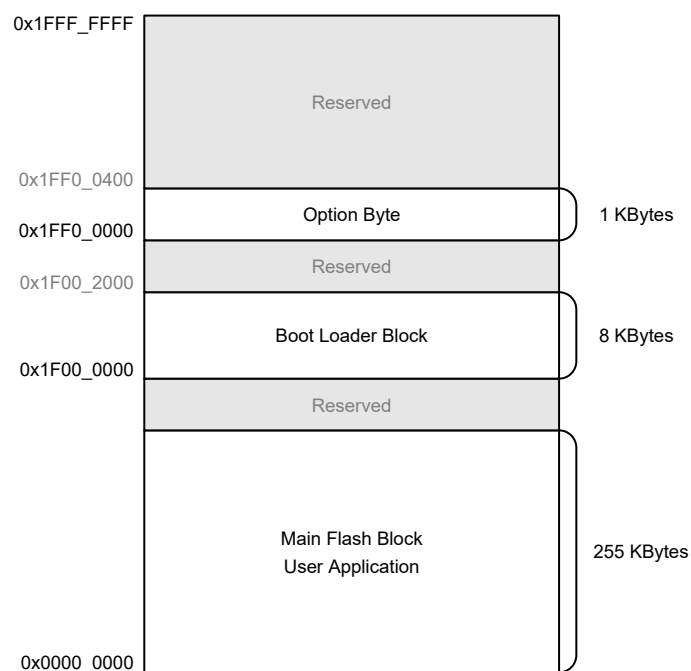 0x1FFF_FFFF
Reserved
0x1FF0_0400
Option Byte
1 KBytes
0x1FF0_0000
Reserved
0x1F00_2000
Boot Loader Block
8 KBytes
0x1F00_0000
Reserved
Main Flash Block
User Application
255 KBytes
0x0000_0000